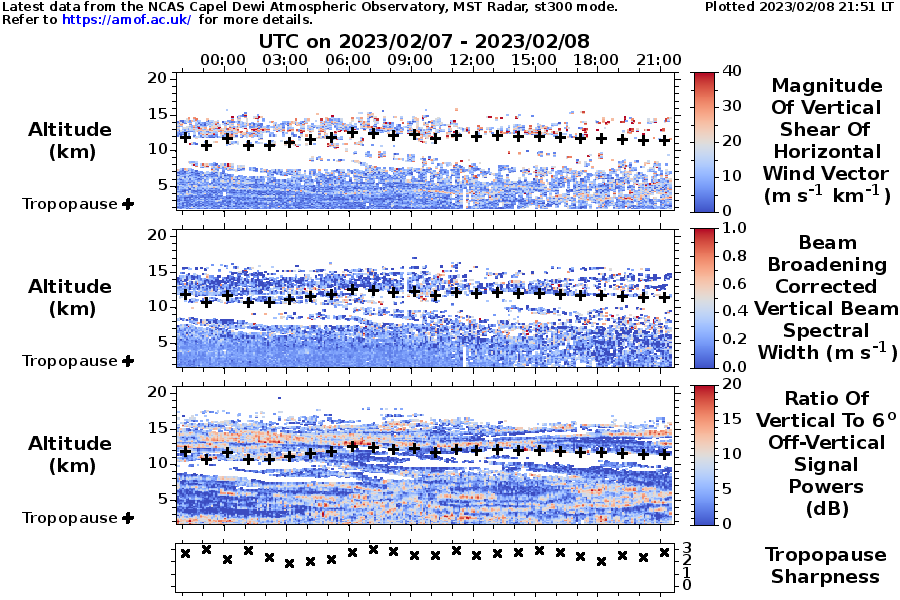 Latest data from the NCAS Capel Dewi Atmospheric Observatory, MST Radar, st300 mode.
Plotted 2023/02/08 21:51 LT
Refer to https://amof.ac.uk/ for more details.
UTC on 2023/02/07 - 2023/02/08
00:00 03:00 06:00 09:00 12:00 15:00 18:00 21:00
20
15
10
5
Altitude
(km)
Tropopause
40
30
20
10
0
Magnitude
Of Vertical
Shear Of
Horizontal
Wind Vector
(m s⁻¹ km⁻¹)
20
15
10
5
Altitude
(km)
Tropopause
1.0
0.8
0.6
0.4
0.2
0.0
Beam
Broadening
Corrected
Vertical Beam
Spectral
Width (m s⁻¹)
20
15
10
5
Altitude
(km)
Tropopause
20
15
10
5
0
Ratio Of
Vertical To 6°
Off-Vertical
Signal
Powers
(dB)
3
2
1
0
Tropopause
Sharpness